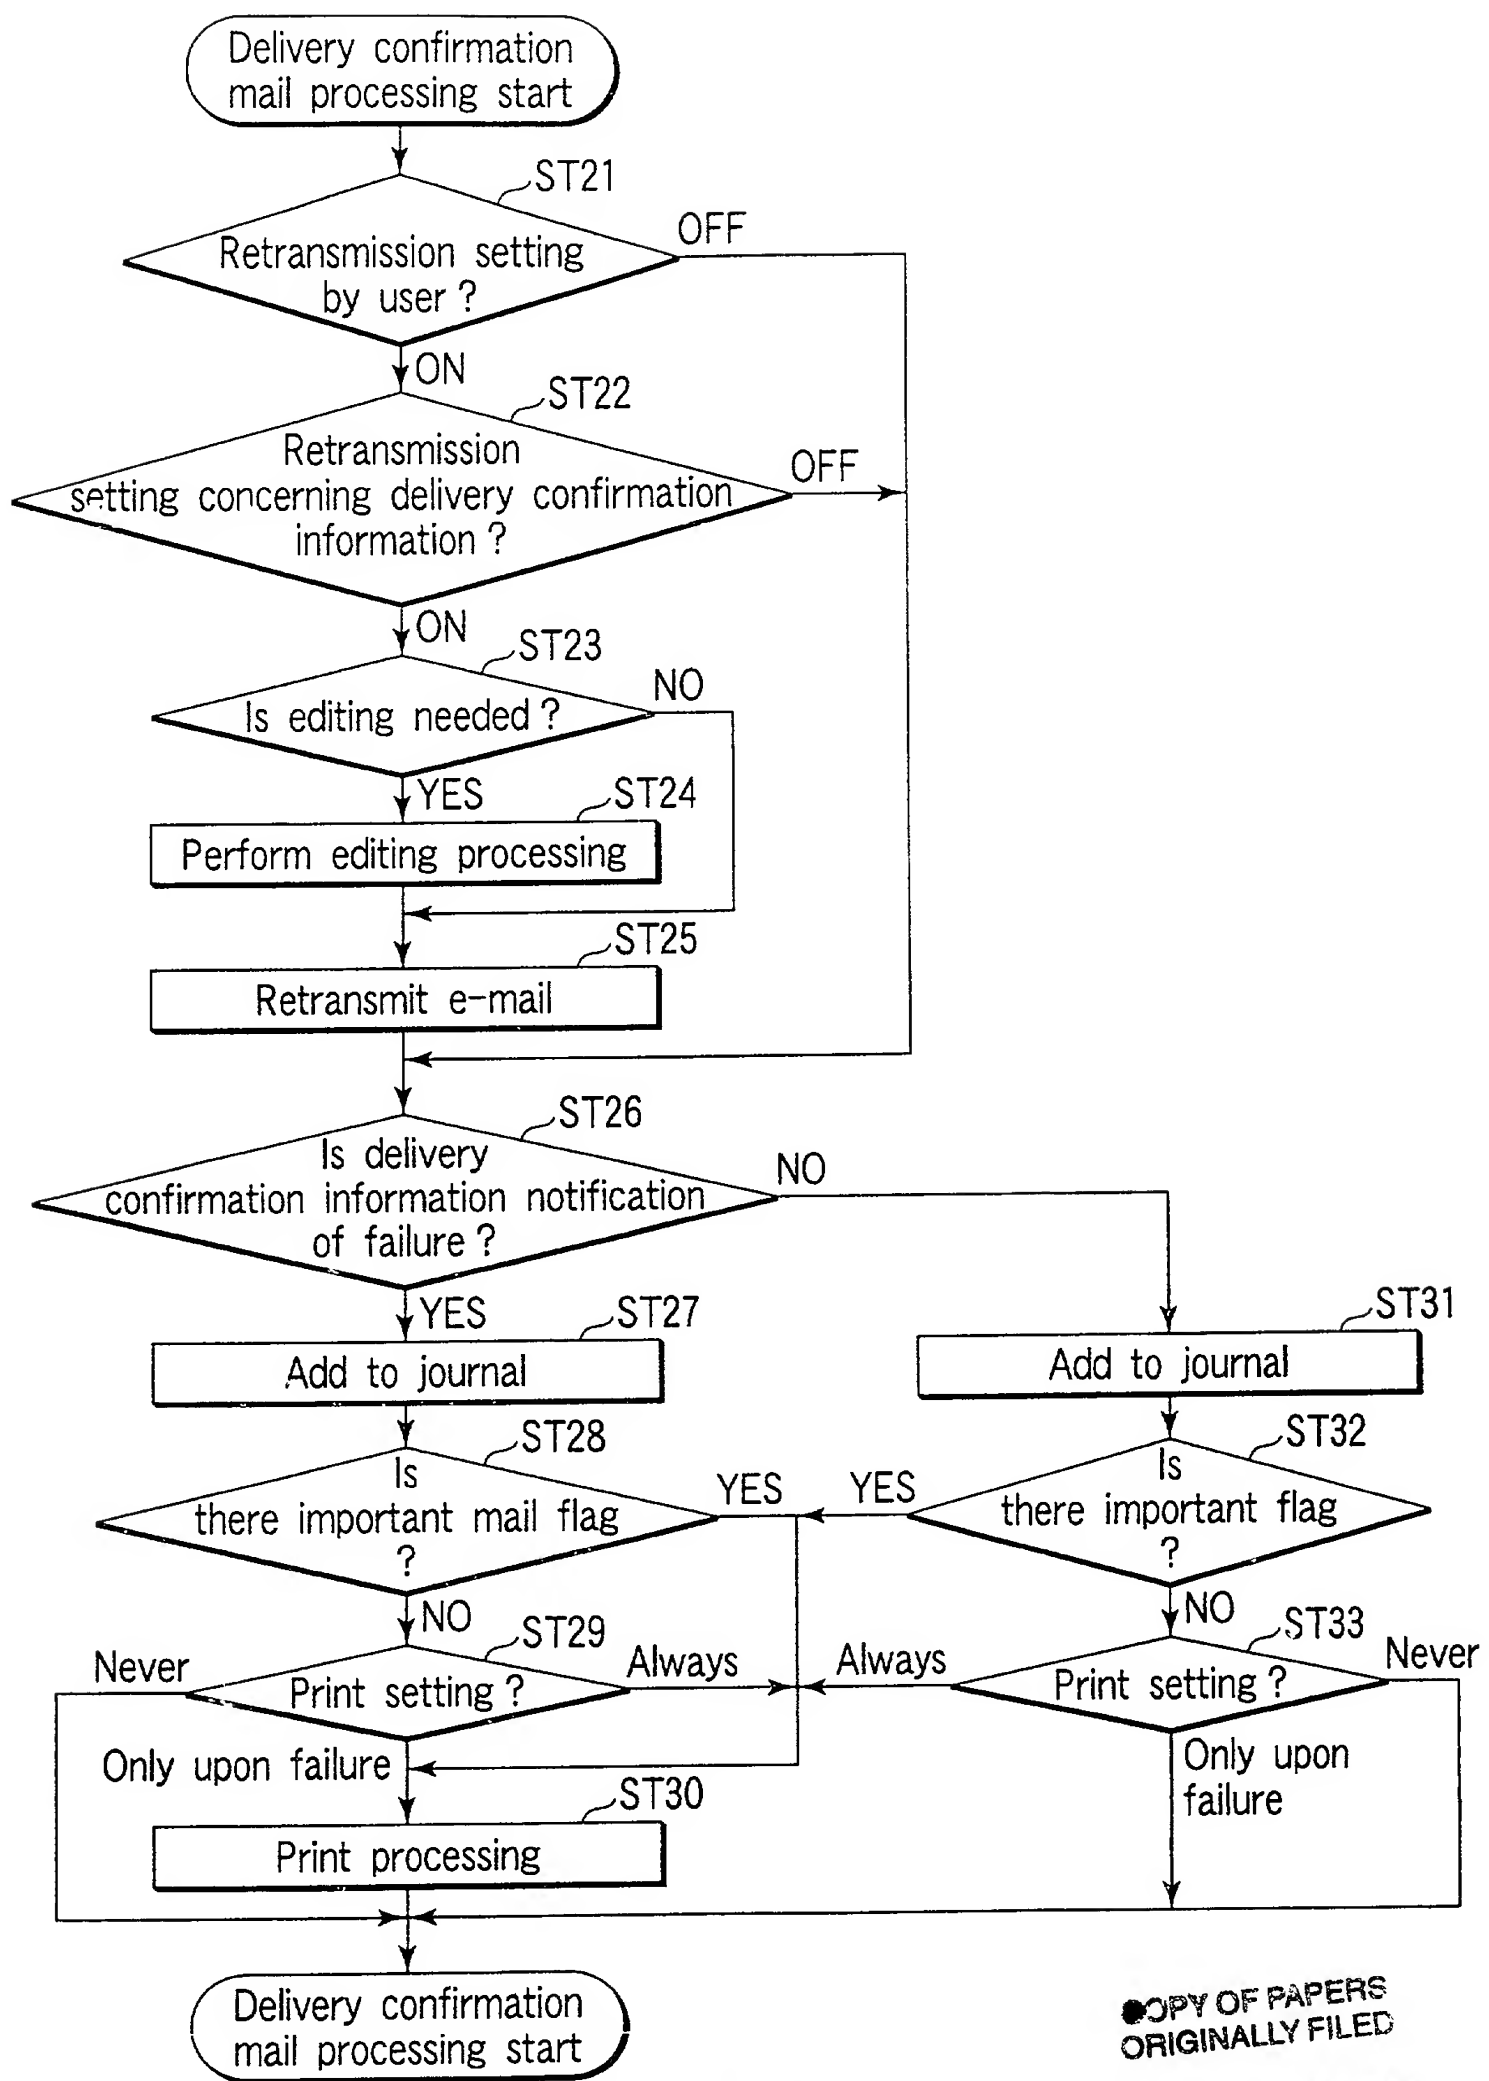 Delivery confirmation
mail processing start
ST21
OFF
Retransmission setting
by user ?
ON
ST22
Retransmission
setting concerning delivery confirmation
information ?
OFF
ON
ST23
NO
Is editing needed ?
YES
ST24
Perform editing processing
ST25
Retransmit e-mail
ST26
Is delivery
confirmation information notification
of failure ?
NO
YES
ST27
Add to journal
ST31
Add to journal
ST28
Is
there important mail flag
?
YES
YES
ST32
Is
there important flag
?
NO
NO
ST29
Never
Print setting ?
Always
Always
ST33
Print setting ?
Never
Only upon failure
Only upon
failure
ST30
Print processing
Delivery confirmation
mail processing start
COPY OF PAPERS
ORIGINALLY FILED